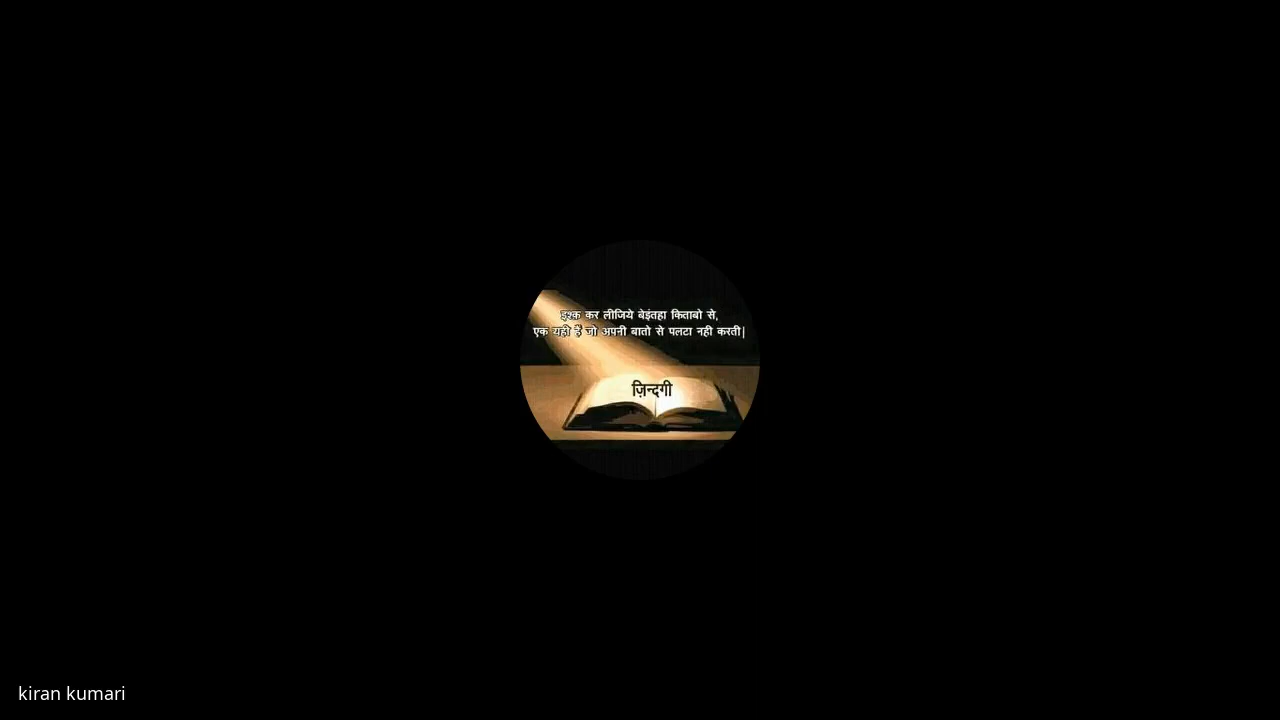 इश्क कर लीजिये बेइंतहा किताबो से,
एक यही हैं जो अपनी बातो से पलटा नही करती|
ज़िन्दगी
kiran kumari